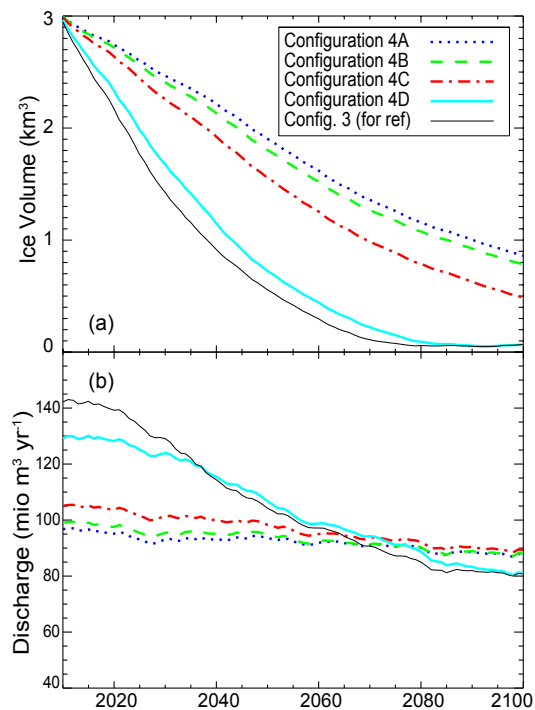 3
2
1
0
Ice Volume (km³)
Configuration 4A
Configuration 4B
Configuration 4C
Configuration 4D
Config. 3 (for ref)
(a)
(b)
140
120
100
80
60
40
Discharge (mio m³ yr⁻¹)
2020 2040 2060 2080 2100